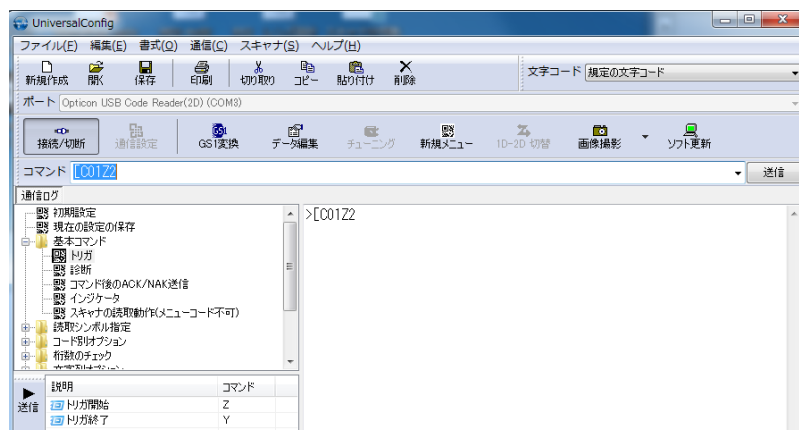 UniversalConfig
ファイル(F) 編集(E) 書式(O) 通信(C) スキャナ(S) ヘルプ(H)
新規作成 開く 保存 印刷 切り取り コピー 貼り付け 削除 文字コード 規定の文字コード
ポート Opticon USB Code Reader(2D) (COM3)
接続/切断 通信設定 GS1変換 データ編集 チューニング 新規メニュー 1D-2D 切替 画像撮影 ソフト更新
コマンド [C01Z2 送信
通信ログ
初期設定 >[C01Z2
現在の設定の保存
基本コマンド
トリガ
診断
コマンド後のACK/NAK送信
インジケータ
スキャナの読取動作(メニューコード不可)
読取シンボル指定
コード別オプション
桁数のチェック
説明 コマンド
送信 トリガ開始 Z
トリガ終了 Y